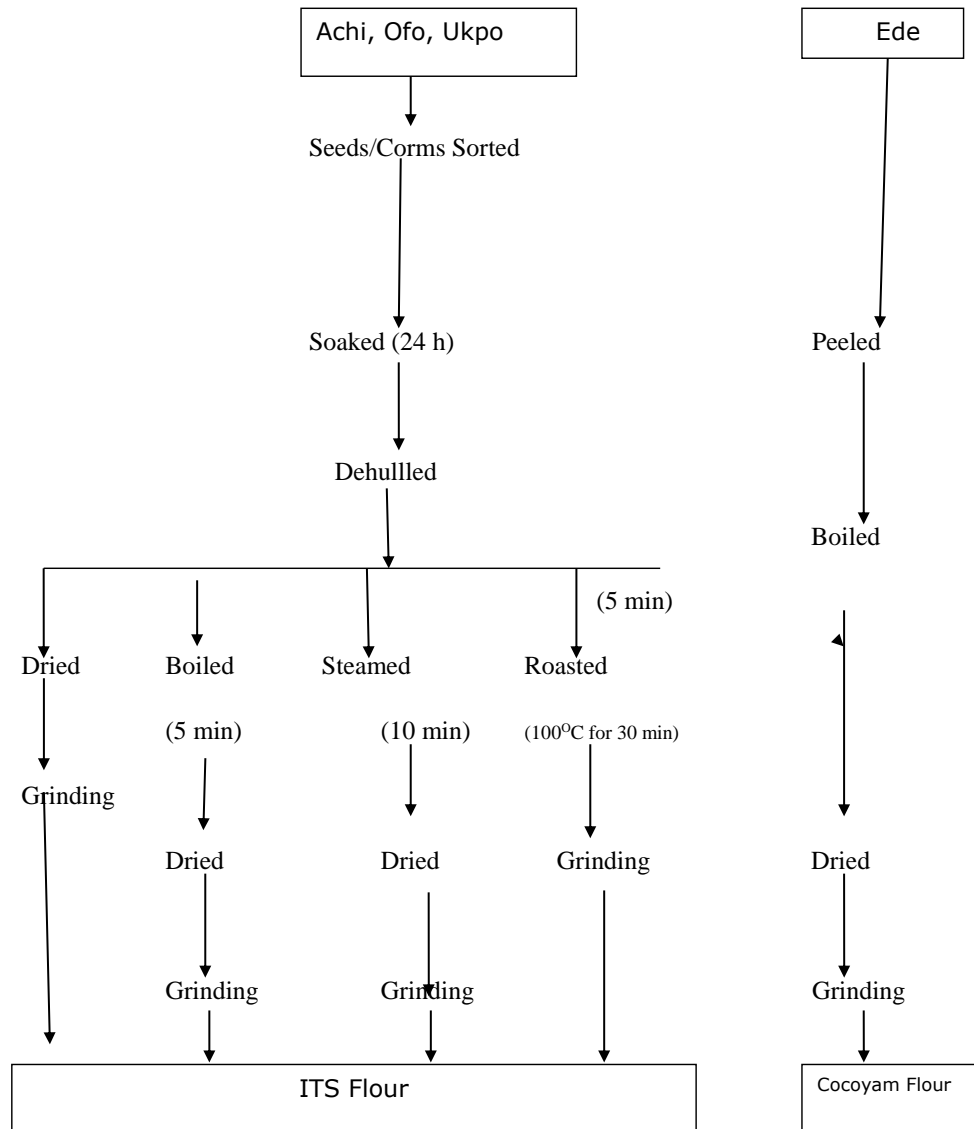 Achi, Ofo, Ukpo
Ede
Seeds/Corms Sorted
Soaked (24 h)
Peeled
Dehullled
Boiled
(5 min)
Dried
Boiled
Steamed
Roasted
(5 min)
(10 min)
(100°C for 30 min)
Grinding
Dried
Dried
Grinding
Dried
Grinding
Grinding
Grinding
ITS Flour
Cocoyam Flour